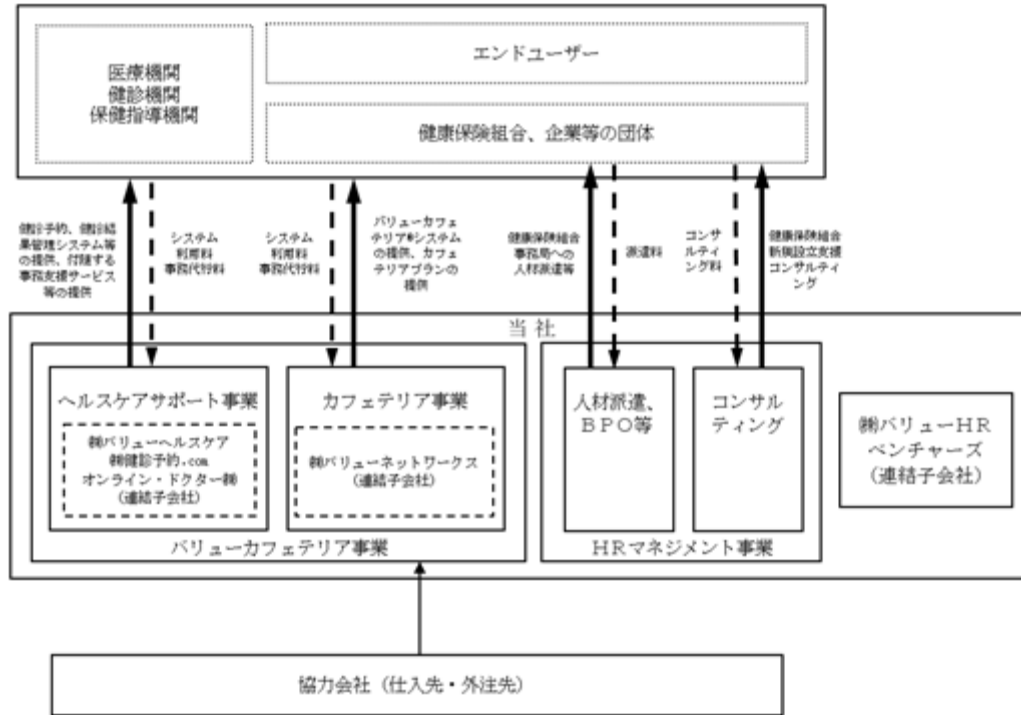 医療機関
健診機関
保健指導機関
エンドユーザー
健康保険組合、企業等の団体
健診予約、健診結
果管理システム等
の提供、付随する
事務支援サービス
等の提供
システム
利用料
事務代行料
システム
利用料
事務代行料
バリューカフェ
テリア®システム
の提供、カフェ
テリアプランの
提供
健康保険組合
事務局への
人材派遣等
派遣料
コンサ
ルティ
ング料
健康保険組合
新規設立支援
コンサルティ
ング
当社
ヘルスケアサポート事業
㈱バリューヘルスケア
㈱健診予約.com
オンライン・ドクター㈱
(連結子会社)
カフェテリア事業
㈱バリューネットワークス
(連結子会社)
バリューカフェテリア事業
人材派遣、
ＢＰＯ等
コンサル
ティング
ＨＲマネジメント事業
㈱バリューＨＲ
ベンチャーズ
（連結子会社）
協力会社（仕入先・外注先）